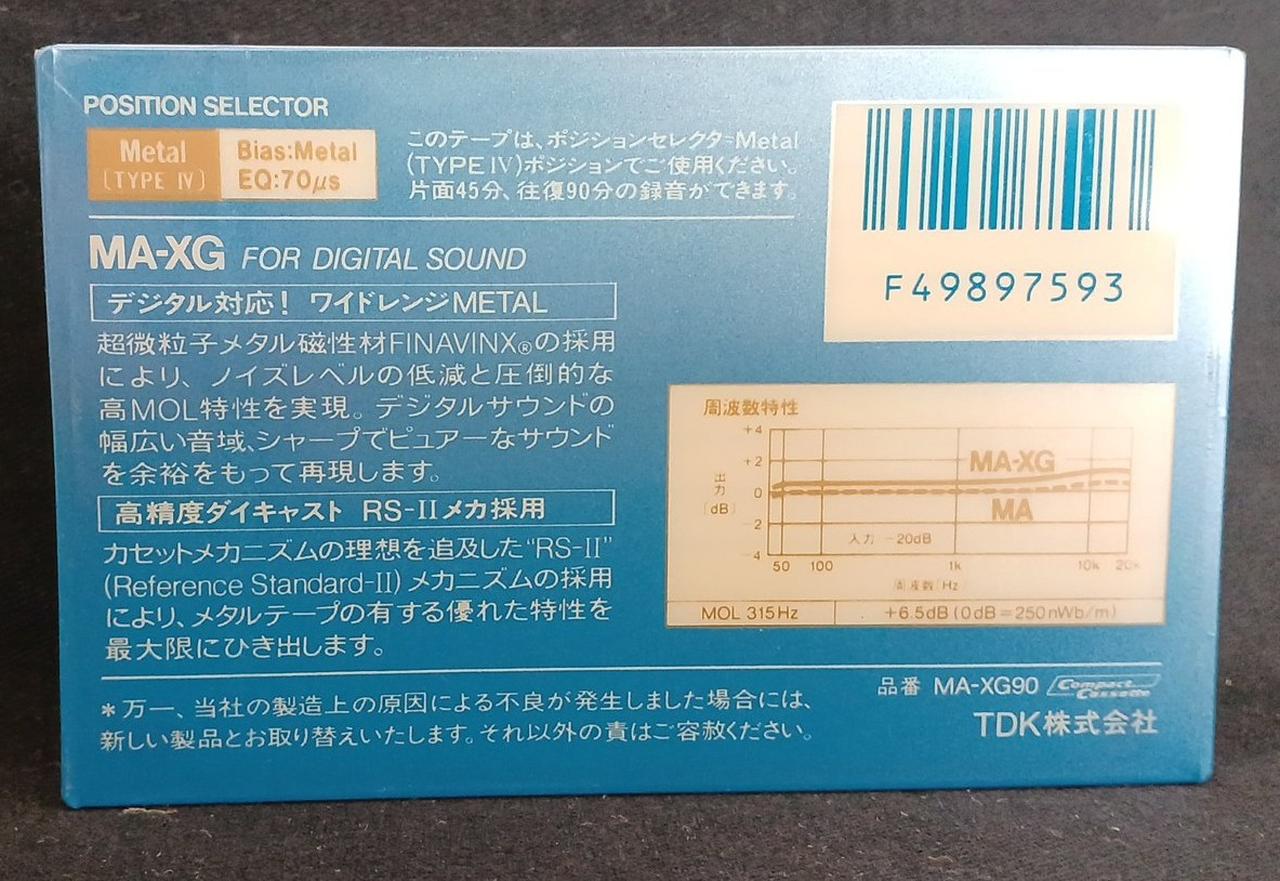 POSITION SELECTOR
Metal
(TYPE IV)
Bias:Metal
EQ:70μs
このテープは、ポジションセレクター=Metal
(TYPE IV)ポジションでご使用ください。
片面45分、往復90分の録音ができます。
F49897593
MA-XG FOR DIGITAL SOUND
デジタル対応! ワイドレンジMETAL
超微粒子メタル磁性材FINAVINX®の採用
により、ノイズレベルの低減と圧倒的な
高MOL特性を実現。デジタルサウンドの
幅広い音域、シャープでピュアーなサウンド
を余裕をもって再現します。
高精度ダイキャスト RS-IIメカ採用
カセットメカニズムの理想を追及した“RS-II”
(Reference Standard-II)メカニズムの採用
により、メタルテープの有する優れた特性を
最大限にひき出します。
周波数特性
+4
+2
0
-2
-4
出力
[dB]
MA-XG
MA
入力 -20dB
50 100 1k 10k 20k
周波数[Hz]
MOL 315Hz +6.5dB(0dB=250nWb/m)
品番 MA-XG90 Compact Cassette
TDK株式会社
*万一、当社の製造上の原因による不良が発生しました場合には、
新しい製品とお取り替えいたします。それ以外の責はご容赦ください。